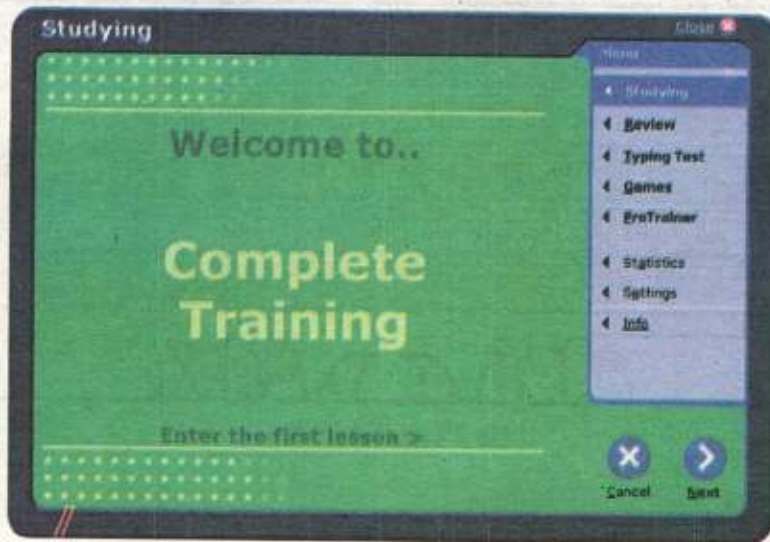 Studying
Close
Menu
Studying
Review
Typing Test
Games
ProTrainer
Statistics
Settings
Info
Welcome to..
Complete
Training
Enter the first lesson >
Cancel
Next